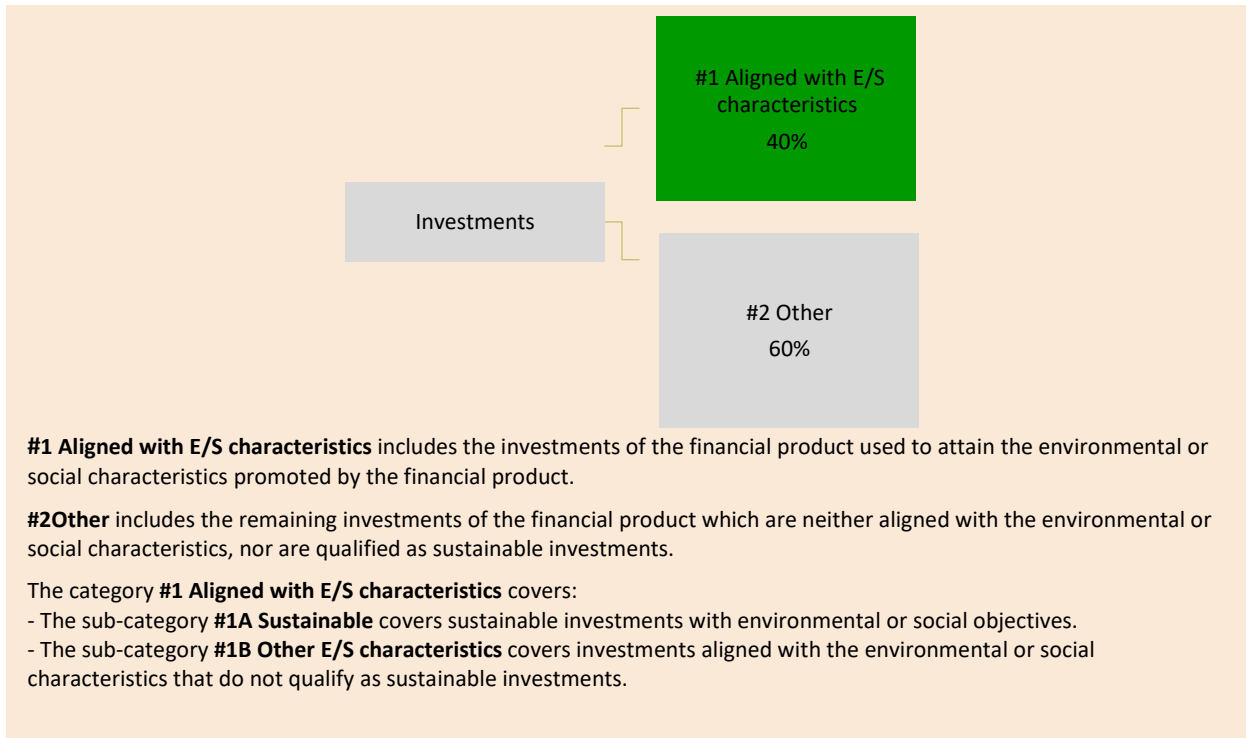 #1 Aligned with E/S
characteristics
40%
Investments
#2 Other
60%
#1 Aligned with E/S characteristics includes the investments of the financial product used to attain the environmental or
social characteristics promoted by the financial product.
#2Other includes the remaining investments of the financial product which are neither aligned with the environmental or
social characteristics, nor are qualified as sustainable investments.
The category #1 Aligned with E/S characteristics covers:
- The sub-category #1A Sustainable covers sustainable investments with environmental or social objectives.
- The sub-category #1B Other E/S characteristics covers investments aligned with the environmental or social
characteristics that do not qualify as sustainable investments.